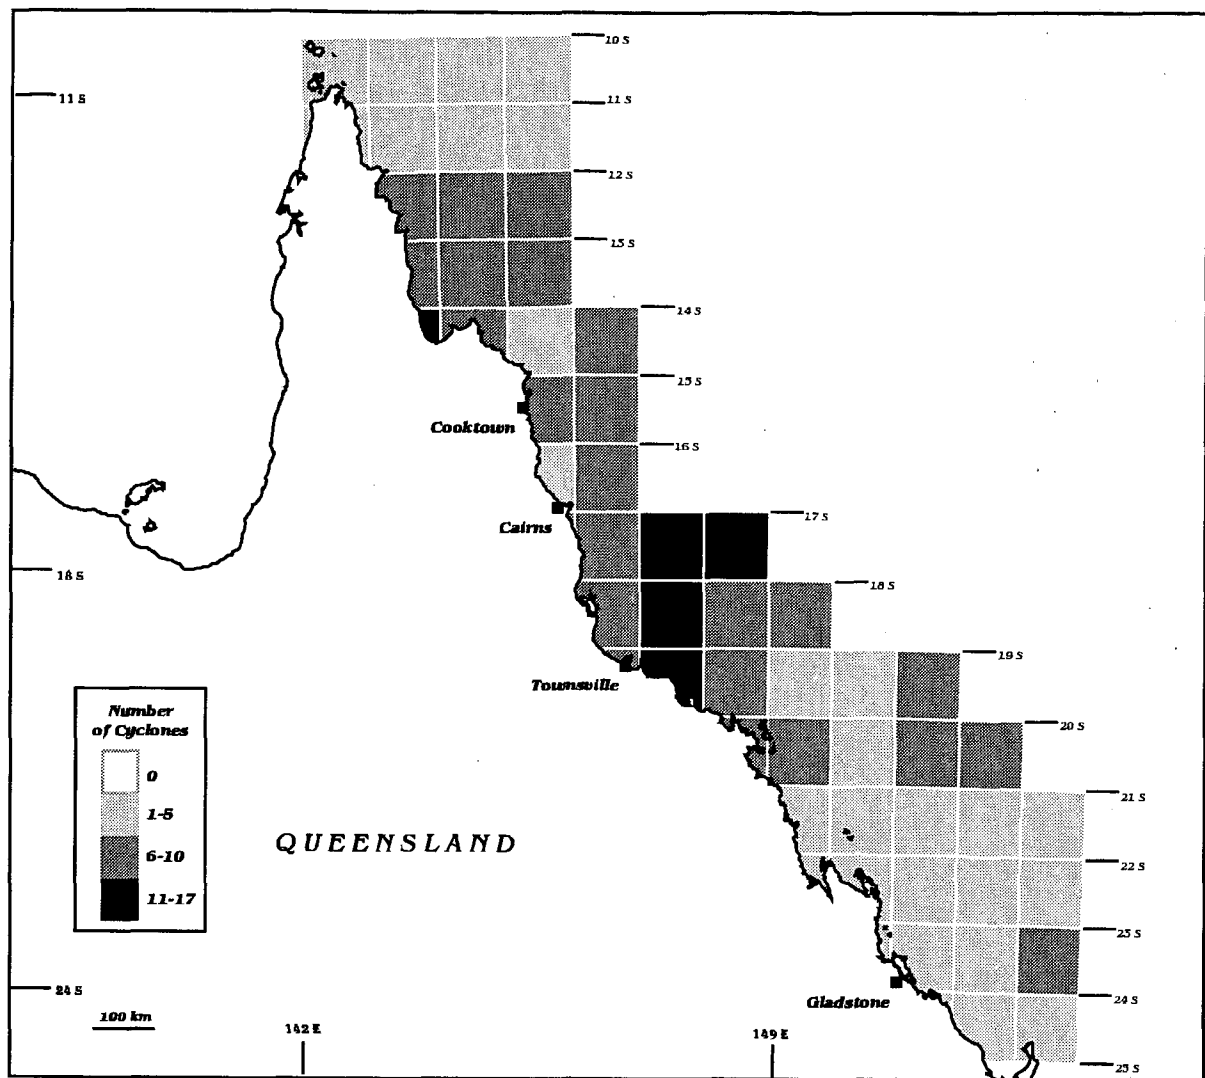 10 S
11 S
11 S
12 S
13 S
14 S
15 S
Cooktown
16 S
Cairns
17 S
18 S
18 S
19 S
Townsville
Number
of Cyclones
20 S
0
1-5
21 S
QUEENSLAND
6-10
22 S
11-17
23 S
24 S
24 S
Gladstone
100 km
142 E
149 E
25 S